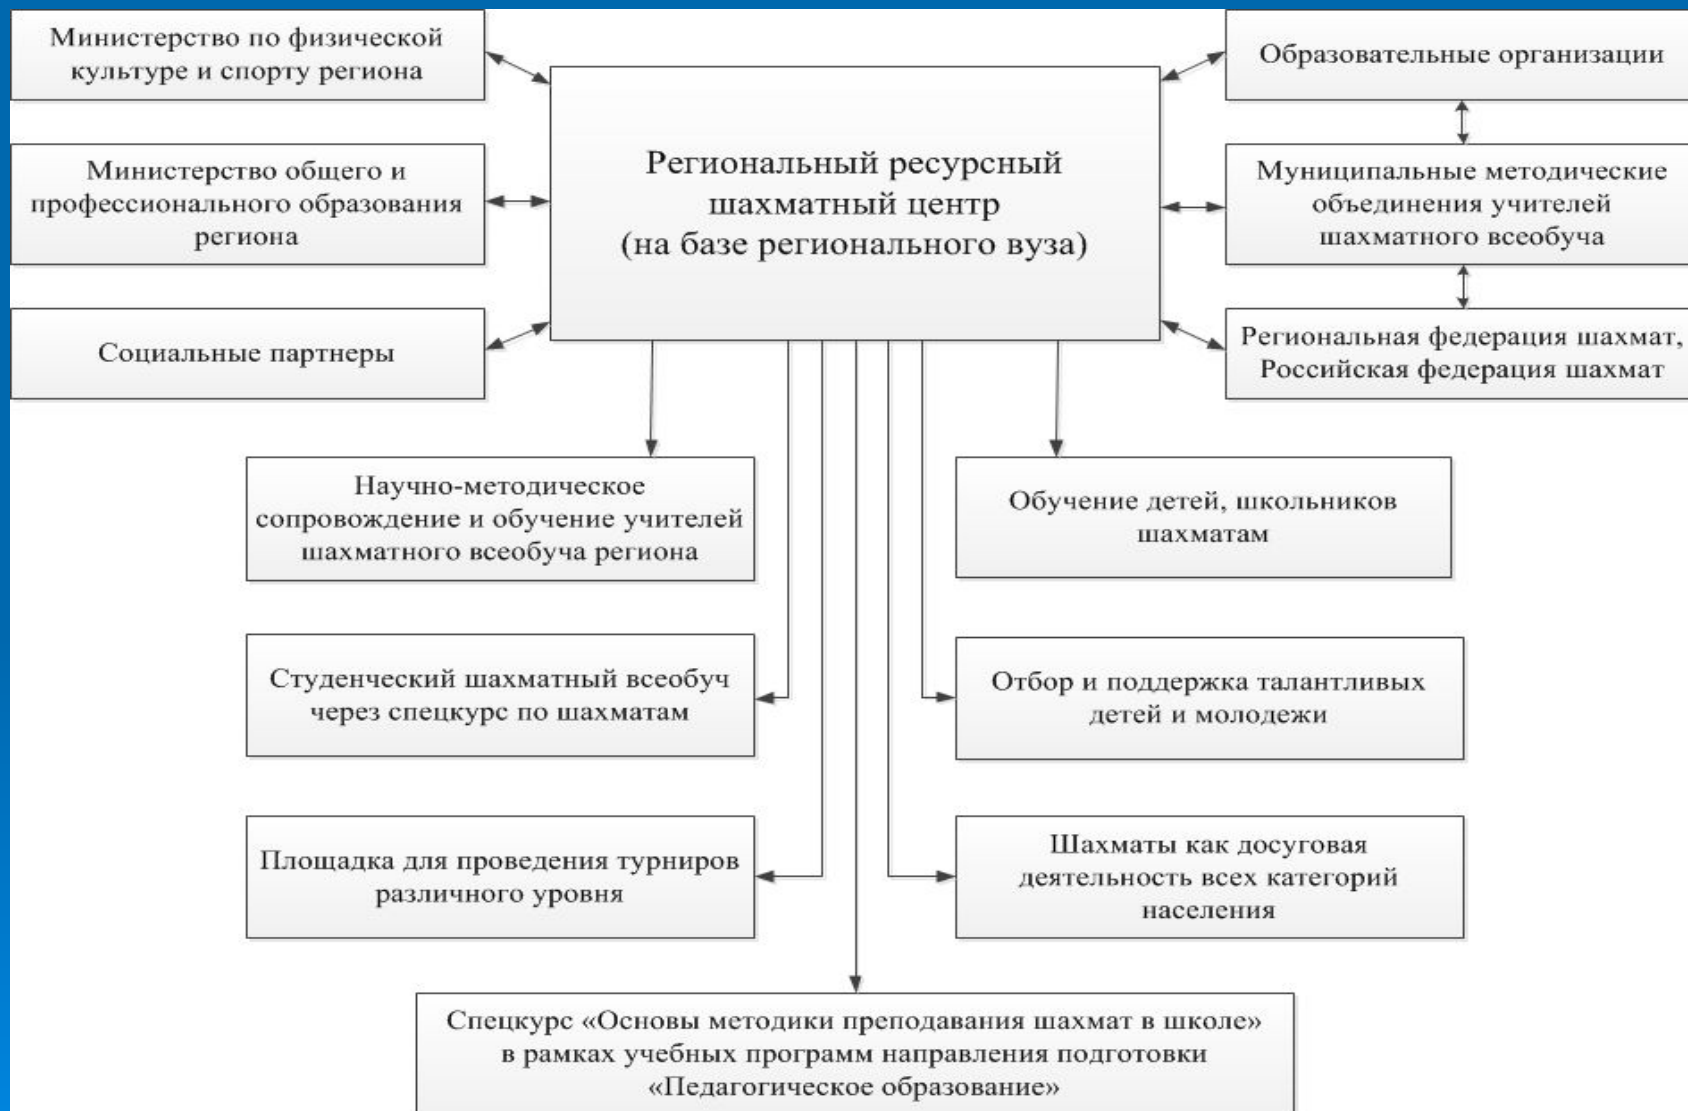 Министерство по физической
культуре и спорту региона
Министерство общего и
профессионального образования
региона
Социальные партнеры
Региональный ресурсный
шахматный центр
(на базе регионального вуза)
Образовательные организации
Муниципальные методические
объединения учителей
шахматного всеобуча
Региональная федерация шахмат,
Российская федерация шахмат
Научно-методическое
сопровождение и обучение учителей
шахматного всеобуча региона
Обучение детей, школьников
шахматам
Студенческий шахматный всеобуч
через спецкурс по шахматам
Отбор и поддержка талантливых
детей и молодежи
Площадка для проведения турниров
различного уровня
Шахматы как досуговая
деятельность всех категорий
населения
Спецкурс «Основы методики преподавания шахмат в школе»
в рамках учебных программ направления подготовки
«Педагогическое образование»